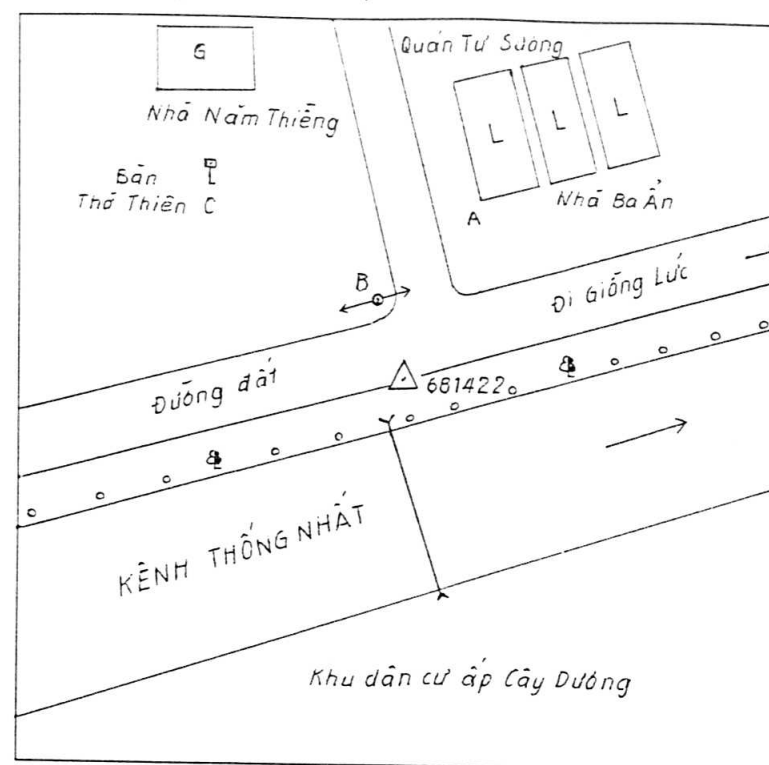 G
Quán Tư Sường
Nhà Năm Thiềng
L
L
L
Bàn
Thờ Thiên C
A
Nhà Ba Ẩn
B
Đi Giồng Lức
Đường đất
681422
KÊNH THỐNG NHẤT
Khu dân cư ấp Cây Dương